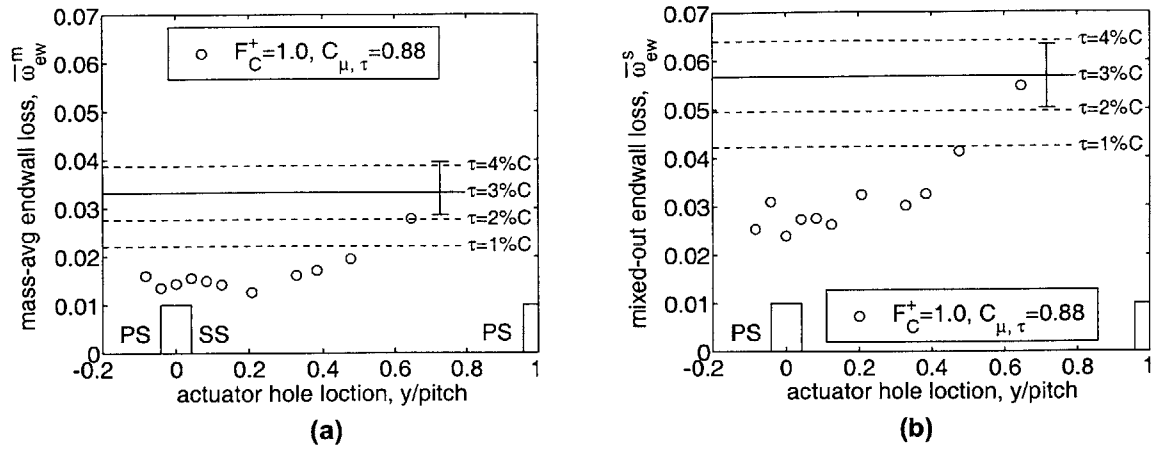 0.07
0.06
0.05
0.04
0.03
0.02
0.01
0
mass-avg endwall loss, ω̄ᵐₑw
F⁺_C=1.0, C_μ, τ=0.88
τ=4%C
τ=3%C
τ=2%C
τ=1%C
PS SS PS
-0.2 0 0.2 0.4 0.6 0.8 1
actuator hole loction, y/pitch
(a)
0.07
0.06
0.05
0.04
0.03
0.02
0.01
0
mixed-out endwall loss, ω̄ˢₑw
τ=4%C
τ=3%C
τ=2%C
τ=1%C
PS
F⁺_C=1.0, C_μ, τ=0.88
-0.2 0 0.2 0.4 0.6 0.8 1
actuator hole loction, y/pitch
(b)